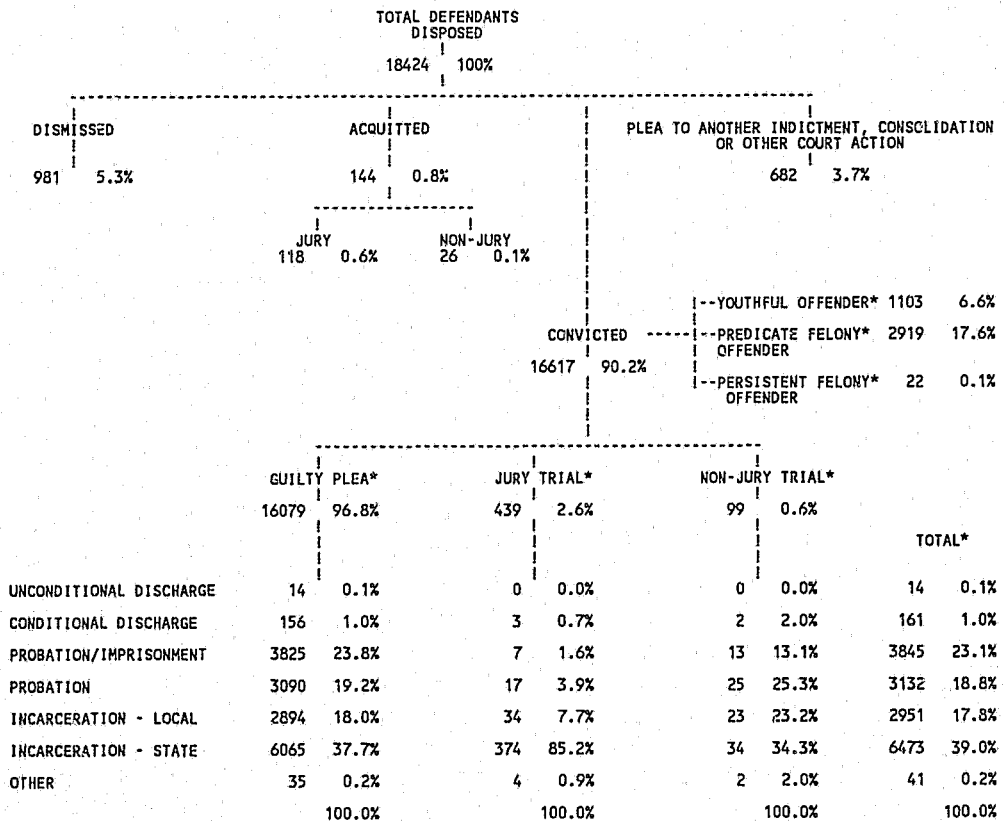 TOTAL DEFENDANTS
DISPOSED
18424 100%
DISMISSED ACQUITTED PLEA TO ANOTHER INDICTMENT, CONSOLIDATION
OR OTHER COURT ACTION
981 5.3% 144 0.8% 682 3.7%
JURY NON-JURY
118 0.6% 26 0.1%
YOUTHFUL OFFENDER* 1103 6.6%
CONVICTED PREDICATE FELONY* 2919 17.6%
OFFENDER
16617 90.2%
PERSISTENT FELONY* 22 0.1%
OFFENDER
GUILTY PLEA* JURY TRIAL* NON-JURY TRIAL*
16079 96.8% 439 2.6% 99 0.6%
TOTAL*
UNCONDITIONAL DISCHARGE 14 0.1% 0 0.0% 0 0.0% 14 0.1%
CONDITIONAL DISCHARGE 156 1.0% 3 0.7% 2 2.0% 161 1.0%
PROBATION/IMPRISONMENT 3825 23.8% 7 1.6% 13 13.1% 3845 23.1%
PROBATION 3090 19.2% 17 3.9% 25 25.3% 3132 18.8%
INCARCERATION - LOCAL 2894 18.0% 34 7.7% 23 23.2% 2951 17.8%
INCARCERATION - STATE 6065 37.7% 374 85.2% 34 34.3% 6473 39.0%
OTHER 35 0.2% 4 0.9% 2 2.0% 41 0.2%
100.0% 100.0% 100.0% 100.0%